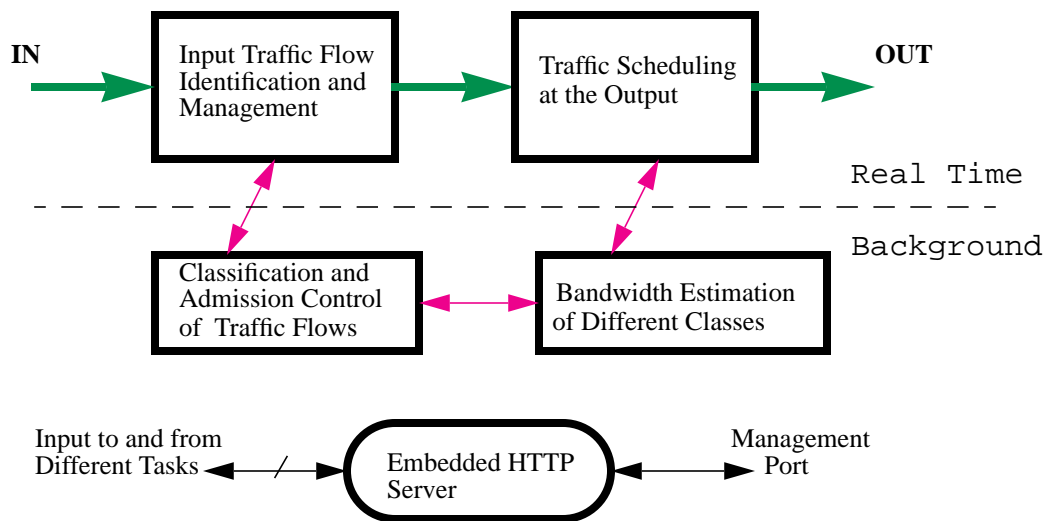 IN
Input Traffic Flow
Identification and
Management
Traffic Scheduling
at the Output
OUT
Real Time
Background
Classification and
Admission Control
of Traffic Flows
Bandwidth Estimation
of Different Classes
Input to and from
Different Tasks
Embedded HTTP
Server
Management
Port